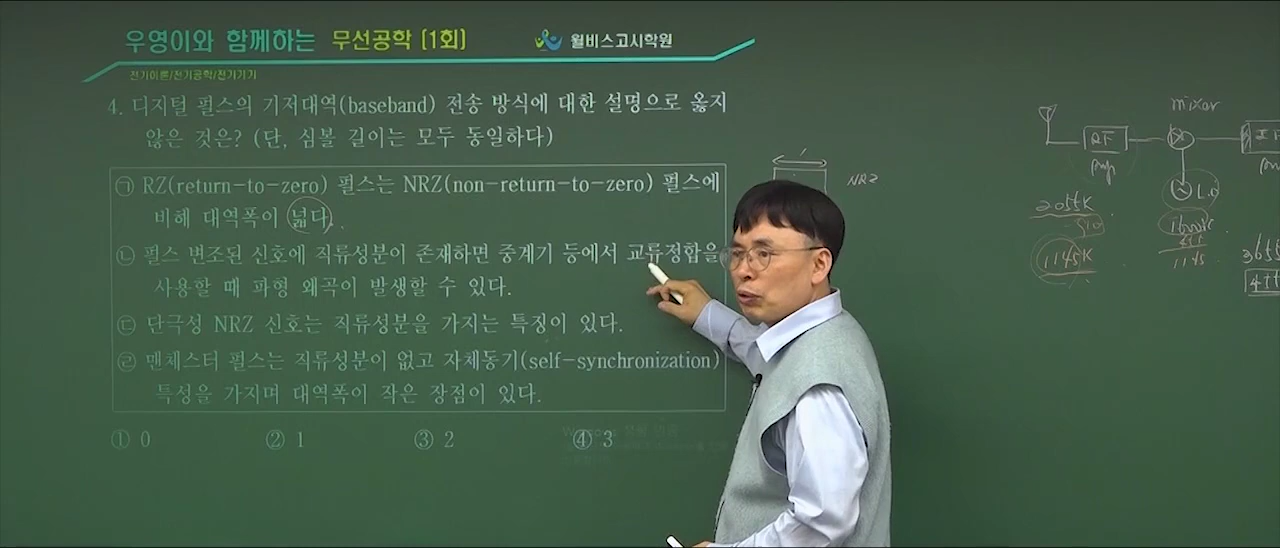 우영이와 함께하는 무선공학 (1회)
윌비스고시학원
전기이론/전기공학/전기기기
4. 디지털 펄스의 기저대역(baseband) 전송 방식에 대한 설명으로 옳지
않은 것은? (단, 심볼 길이는 모두 동일하다)
㉠ RZ(return-to-zero) 펄스는 NRZ(non-return-to-zero) 펄스에
비해 대역폭이 넓다.
㉡ 펄스 변조된 신호에 직류성분이 존재하면 중계기 등에서 교류정합을
사용할 때 파형 왜곡이 발생할 수 있다.
㉢ 단극성 NRZ 신호는 직류성분을 가지는 특징이 있다.
㉣ 맨체스터 펄스는 직류성분이 없고 자체동기(self-synchronization)
특성을 가지며 대역폭이 작은 장점이 있다.
① 0 ② 1 ③ 2 ④ 3
NRZ
mixer
RF
L.O
1145K